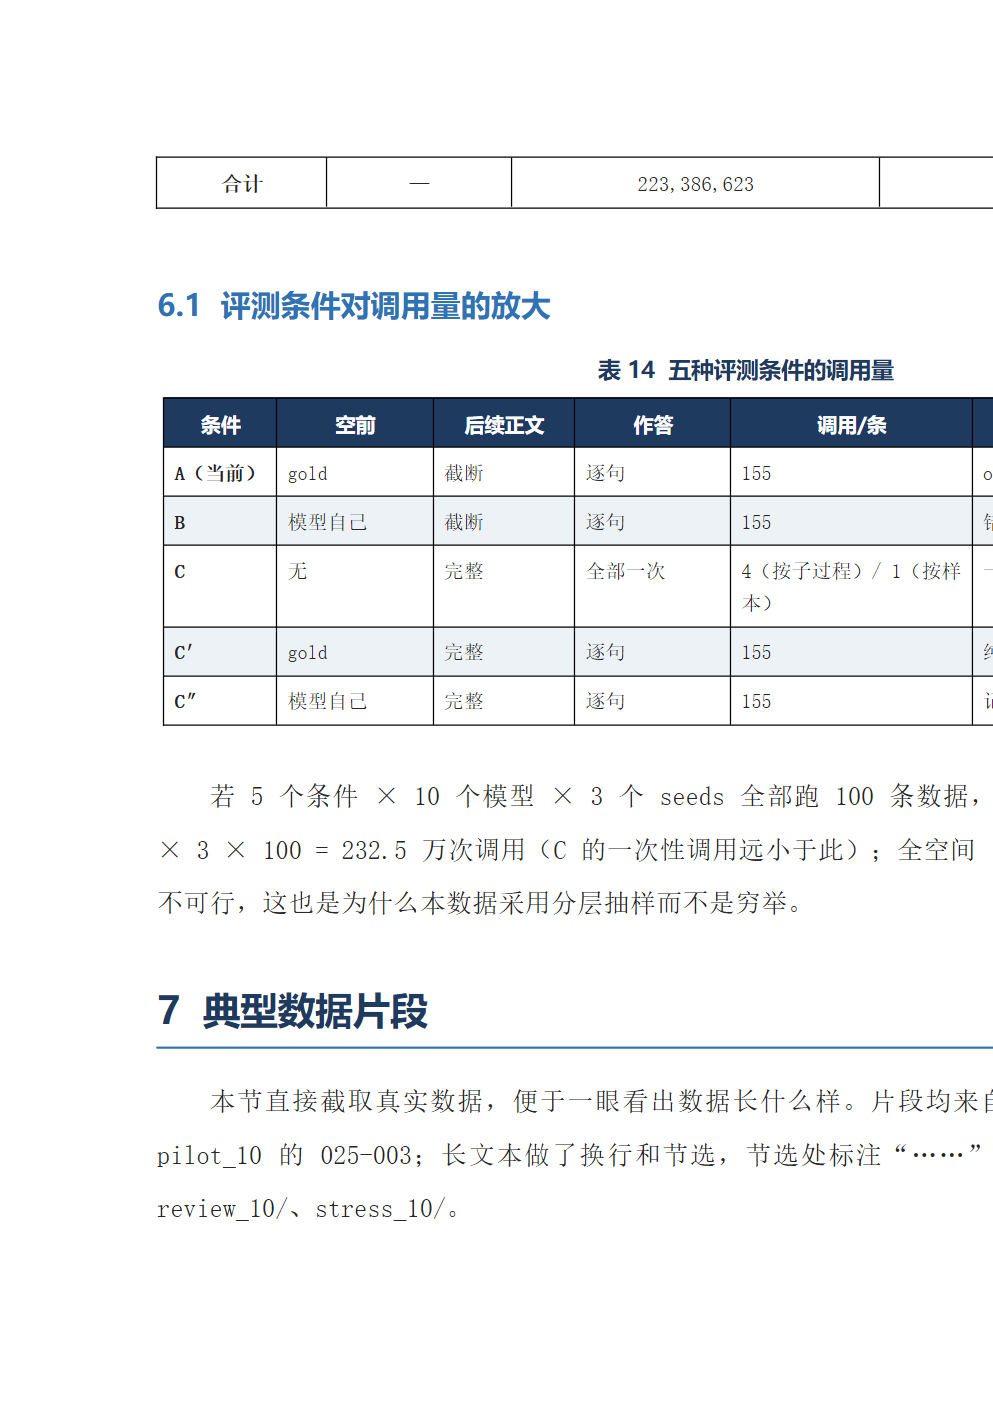 合计 — 223,386,623
6.1 评测条件对调用量的放大
表 14 五种评测条件的调用量
条件 空前 后续正文 作答 调用/条
A（当前） gold 截断 逐句 155
B 模型自己 截断 逐句 155
C 无 完整 全部一次 4（按子过程）/ 1（按样
本）
C′ gold 完整 逐句 155
C″ 模型自己 完整 逐句 155
若 5 个条件 × 10 个模型 × 3 个 seeds 全部跑 100 条数据，
× 3 × 100 = 232.5 万次调用（C 的一次性调用远小于此）；全空间
不可行，这也是为什么本数据采用分层抽样而不是穷举。
7 典型数据片段
本节直接截取真实数据，便于一眼看出数据长什么样。片段均来自
pilot_10 的 025-003；长文本做了换行和节选，节选处标注“……”
review_10/、stress_10/。